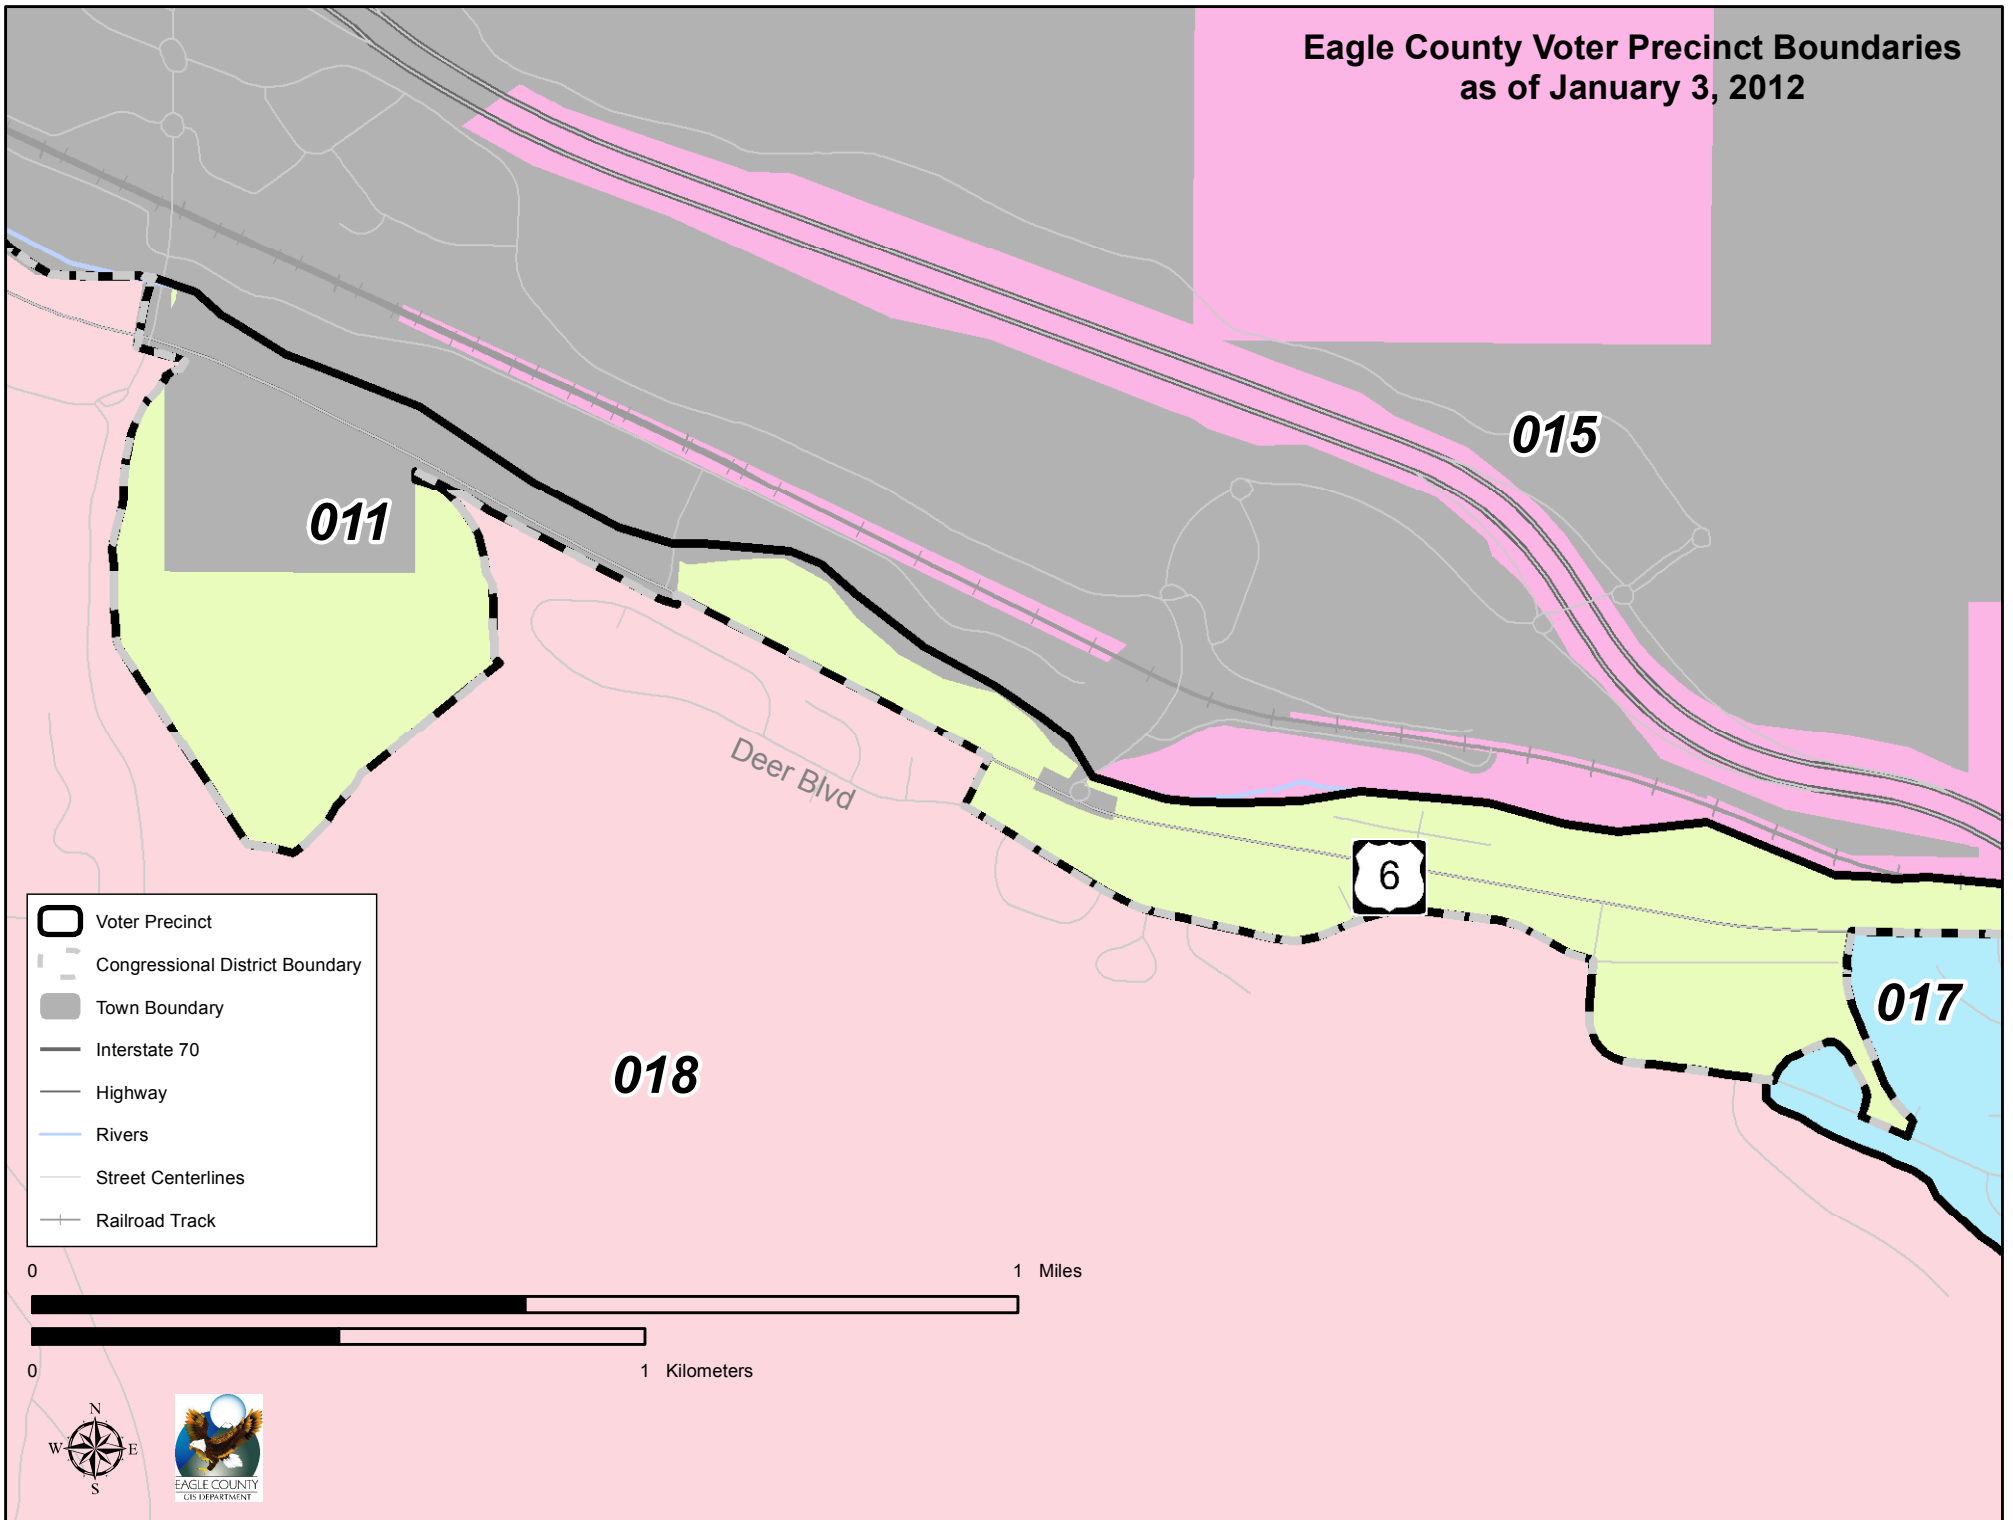 Eagle County Voter Precinct Boundaries
as of January 3, 2012
015
011
Deer Blvd
6
017
018
Voter Precinct
Congressional District Boundary
Town Boundary
Interstate 70
Highway
Rivers
Street Centerlines
Railroad Track
0 1 Miles
0 1 Kilometers
N
W E
S
EAGLE COUNTY
GIS DEPARTMENT